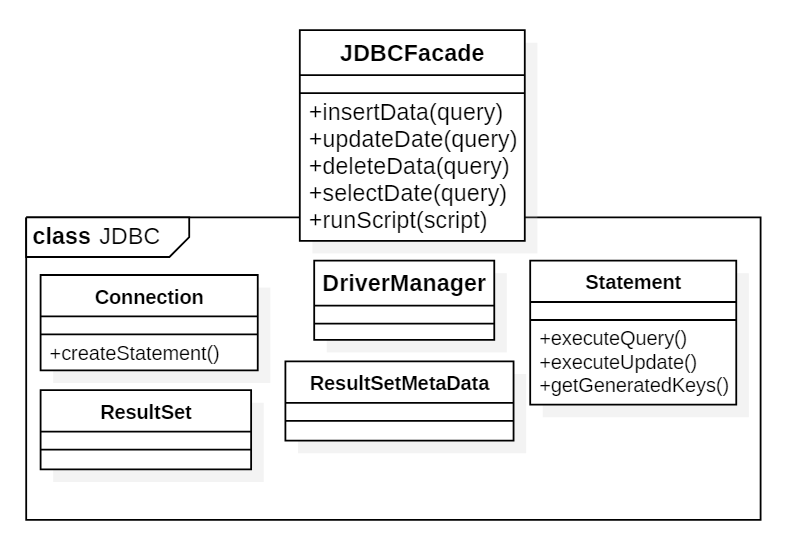 JDBCFacade
+insertData(query)
+updateDate(query)
+deleteData(query)
+selectDate(query)
+runScript(script)
class JDBC
Connection
+createStatement()
DriverManager
Statement
+executeQuery()
+executeUpdate()
+getGeneratedKeys()
ResultSet
ResultSetMetaData